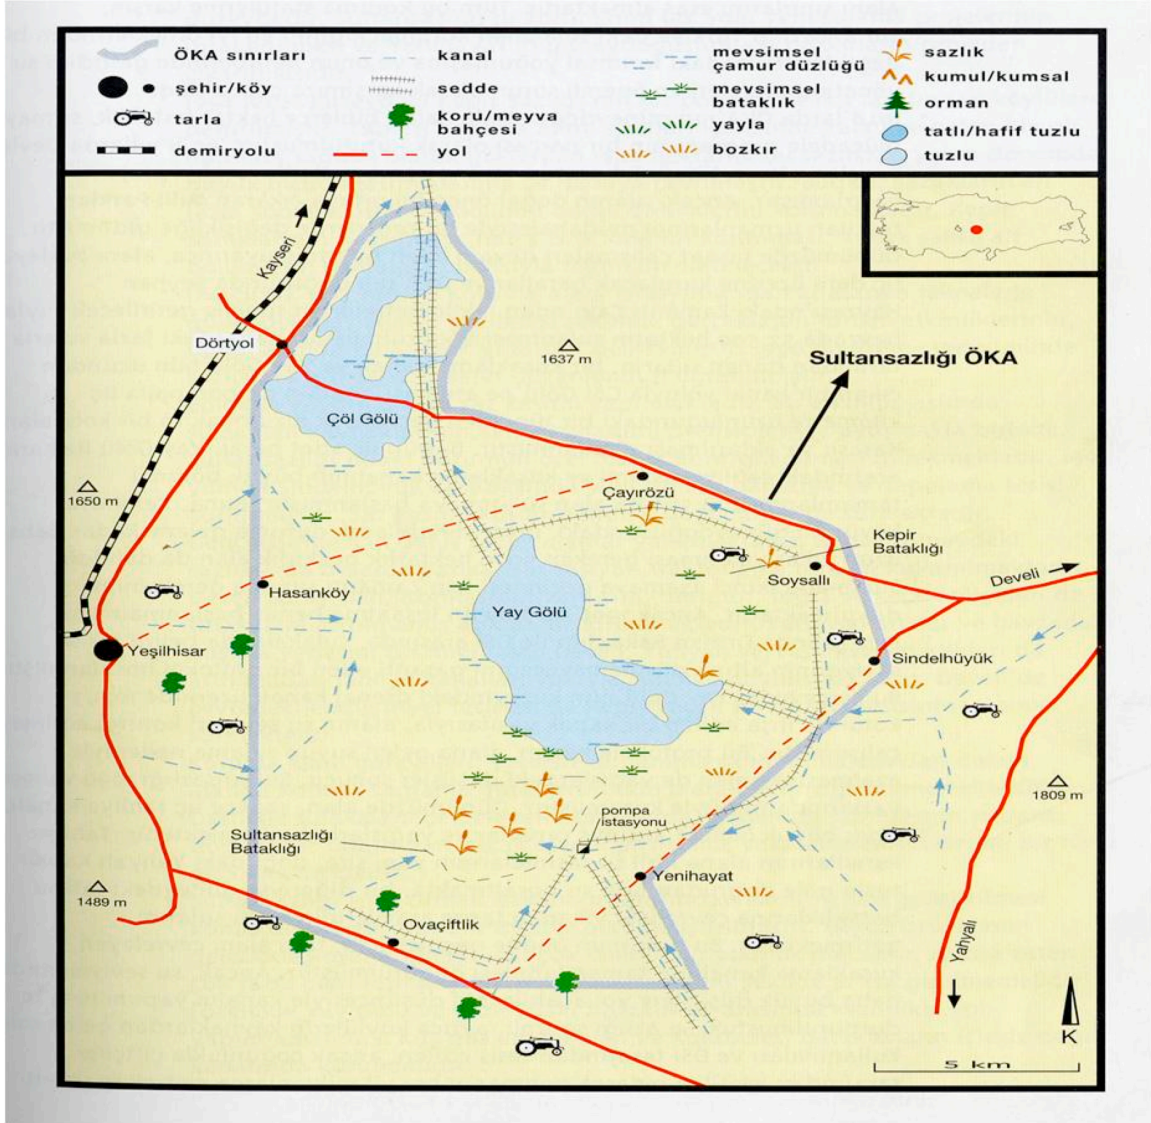 ÖKA sınırları
şehir/köy
tarla
demiryolu
kanal
sedde
koru/meyva
bahçesi
yol
mevsimsel
çamur düzlüğü
mevsimsel
bataklık
yayla
bozkır
sazlık
kumul/kumsal
orman
tatlı/hafif tuzlu
tuzlu
Kayseri
Dörtyol
1637 m
Sultansazlığı ÖKA
Çöl Gölü
1650 m
Çayırözü
Kepir
Bataklığı
Soysallı
Develi
Hasanköy
Yay Gölü
Yeşilhisar
Sindelhüyük
1809 m
pompa
istasyonu
Sultansazlığı
Bataklığı
Yenihayat
1489 m
Ovaçiftlik
Yahyalı
K
5 km